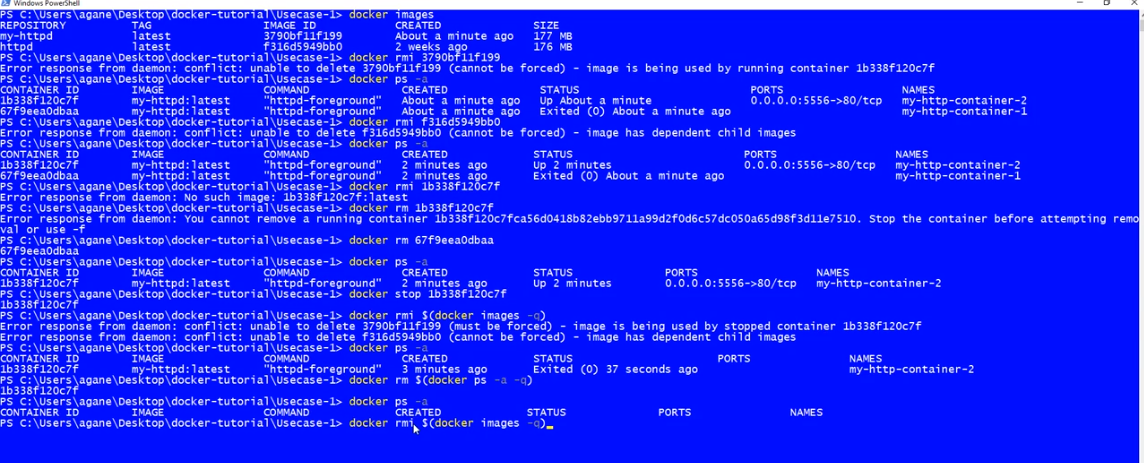 Windows PowerShell
PS C:\Users\agane\Desktop\docker-tutorial\Usecase-1> docker images
REPOSITORY TAG IMAGE ID CREATED SIZE
my-httpd latest 3790bf11f199 About a minute ago 177 MB
httpd latest f316d5949bb0 2 weeks ago 176 MB
PS C:\Users\agane\Desktop\docker-tutorial\Usecase-1> docker rmi 3790bf11f199
Error response from daemon: conflict: unable to delete 3790bf11f199 (cannot be forced) - image is being used by running container 1b338f120c7f
PS C:\Users\agane\Desktop\docker-tutorial\Usecase-1> docker ps -a
CONTAINER ID IMAGE COMMAND CREATED STATUS PORTS NAMES
1b338f120c7f my-httpd:latest "httpd-foreground" About a minute ago Up About a minute 0.0.0.0:5556->80/tcp my-http-container-2
67f9eea0dbaa my-httpd:latest "httpd-foreground" About a minute ago Exited (0) About a minute ago my-http-container-1
PS C:\Users\agane\Desktop\docker-tutorial\Usecase-1> docker rmi f316d5949bb0
Error response from daemon: conflict: unable to delete f316d5949bb0 (cannot be forced) - image has dependent child images
PS C:\Users\agane\Desktop\docker-tutorial\Usecase-1> docker ps -a
CONTAINER ID IMAGE COMMAND CREATED STATUS PORTS NAMES
1b338f120c7f my-httpd:latest "httpd-foreground" 2 minutes ago Up 2 minutes 0.0.0.0:5556->80/tcp my-http-container-2
67f9eea0dbaa my-httpd:latest "httpd-foreground" 2 minutes ago Exited (0) About a minute ago my-http-container-1
PS C:\Users\agane\Desktop\docker-tutorial\Usecase-1> docker rmi 1b338f120c7f
Error response from daemon: No such image: 1b338f120c7f:latest
PS C:\Users\agane\Desktop\docker-tutorial\Usecase-1> docker rm 1b338f120c7f
Error response from daemon: You cannot remove a running container 1b338f120c7fca56d0418b82ebb9711a99d2f0d6c57dc050a65d98f3d11e7510. Stop the container before attempting remo
val or use -f
PS C:\Users\agane\Desktop\docker-tutorial\Usecase-1> docker rm 67f9eea0dbaa
67f9eea0dbaa
PS C:\Users\agane\Desktop\docker-tutorial\Usecase-1> docker ps -a
CONTAINER ID IMAGE COMMAND CREATED STATUS PORTS NAMES
1b338f120c7f my-httpd:latest "httpd-foreground" 2 minutes ago Up 2 minutes 0.0.0.0:5556->80/tcp my-http-container-2
PS C:\Users\agane\Desktop\docker-tutorial\Usecase-1> docker stop 1b338f120c7f
1b338f120c7f
PS C:\Users\agane\Desktop\docker-tutorial\Usecase-1> docker rmi $(docker images -q)
Error response from daemon: conflict: unable to delete 3790bf11f199 (must be forced) - image is being used by stopped container 1b338f120c7f
Error response from daemon: conflict: unable to delete f316d5949bb0 (cannot be forced) - image has dependent child images
PS C:\Users\agane\Desktop\docker-tutorial\Usecase-1> docker ps -a
CONTAINER ID IMAGE COMMAND CREATED STATUS PORTS NAMES
1b338f120c7f my-httpd:latest "httpd-foreground" 3 minutes ago Exited (0) 37 seconds ago my-http-container-2
PS C:\Users\agane\Desktop\docker-tutorial\Usecase-1> docker rm $(docker ps -a -q)
1b338f120c7f
PS C:\Users\agane\Desktop\docker-tutorial\Usecase-1> docker ps -a
CONTAINER ID IMAGE COMMAND CREATED STATUS PORTS NAMES
PS C:\Users\agane\Desktop\docker-tutorial\Usecase-1> docker rmi $(docker images -q)